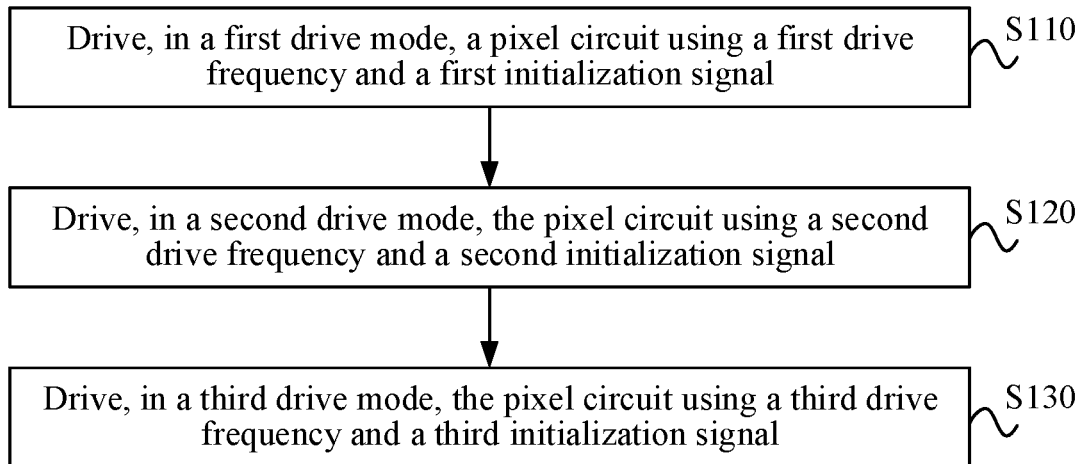 Drive, in a first drive mode, a pixel circuit using a first drive
frequency and a first initialization signal
S110
Drive, in a second drive mode, the pixel circuit using a second
drive frequency and a second initialization signal
S120
Drive, in a third drive mode, the pixel circuit using a third drive
frequency and a third initialization signal
S130